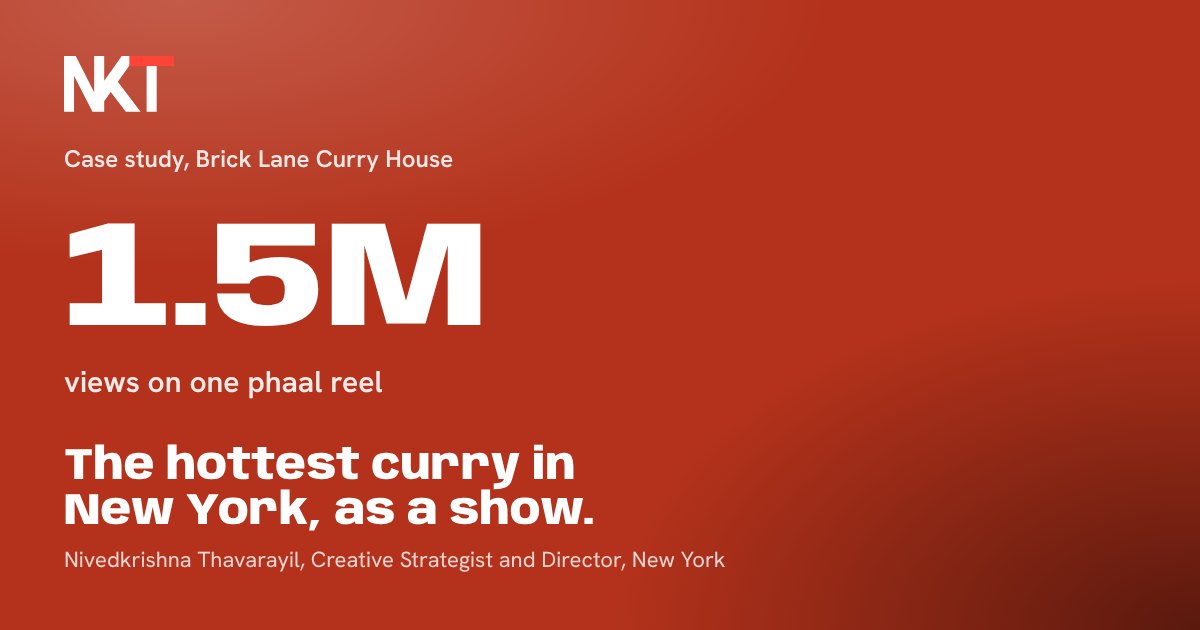 NKT
Case study, Brick Lane Curry House
1.5M
views on one phaal reel
The hottest curry in
New York, as a show.
Nivedkrishna Thavarayil, Creative Strategist and Director, New York